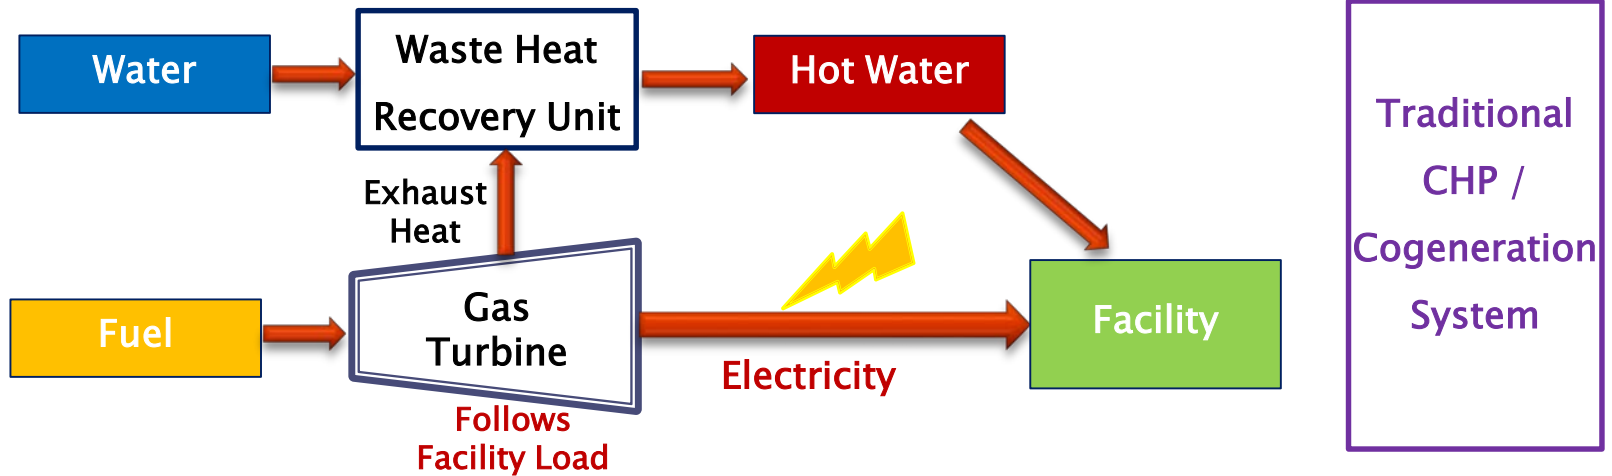 Water
Waste Heat
Recovery Unit
Hot Water
Exhaust
Heat
Fuel
Gas
Turbine
Electricity
Facility
Follows
Facility Load
Traditional
CHP /
Cogeneration
System